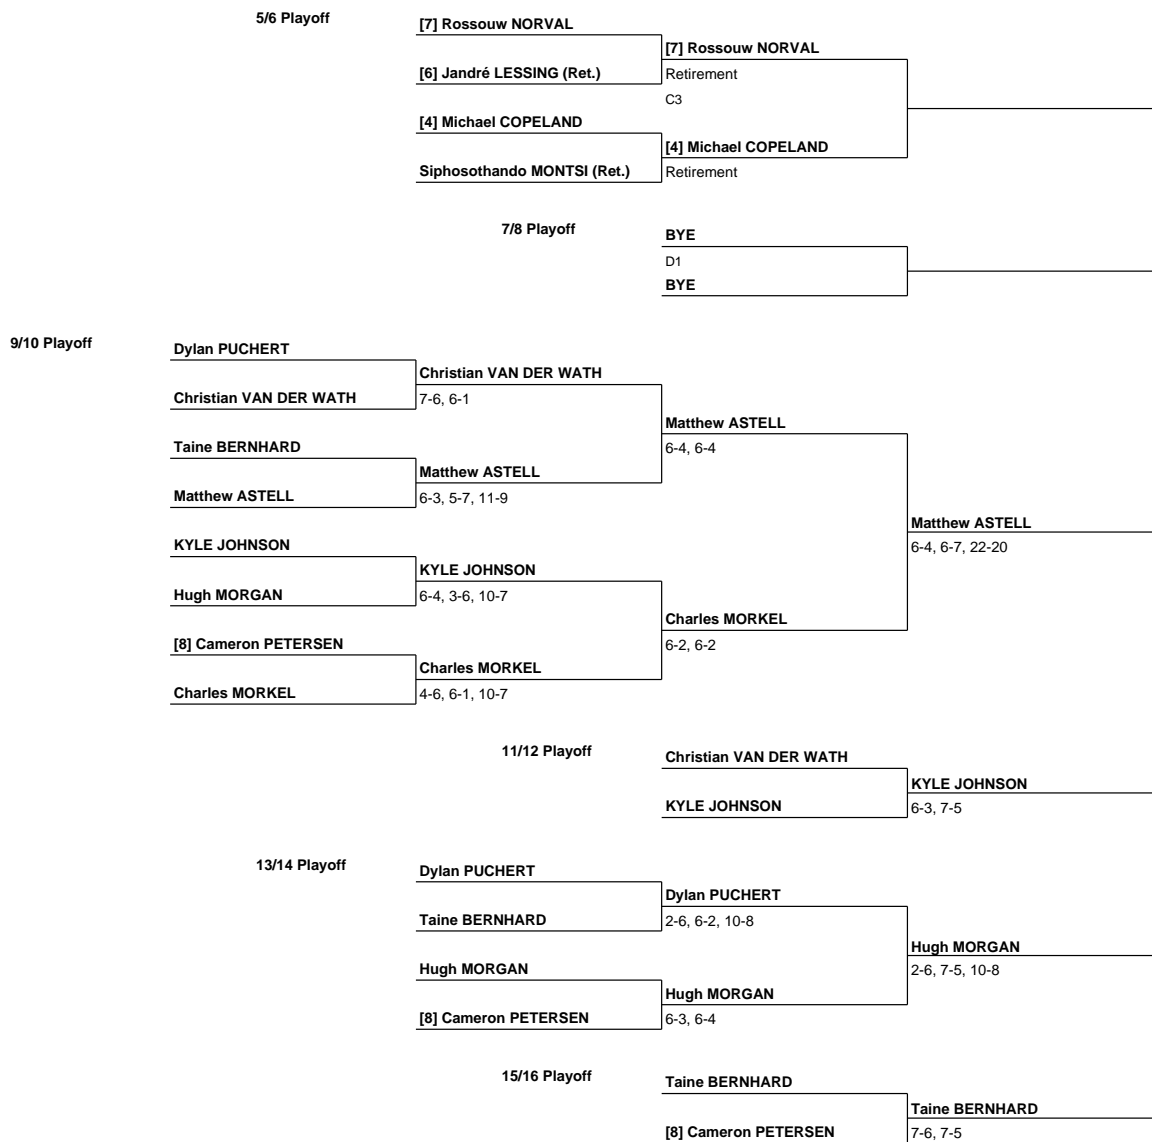 5/6 Playoff
[7] Rossouw NORVAL
[7] Rossouw NORVAL
[6] Jandré LESSING (Ret.)
Retirement
C3
[4] Michael COPELAND
[4] Michael COPELAND
Siphosothando MONTSI (Ret.)
Retirement
7/8 Playoff
BYE
D1
BYE
9/10 Playoff
Dylan PUCHERT
Christian VAN DER WATH
Christian VAN DER WATH
7-6, 6-1
Matthew ASTELL
Taine BERNHARD
6-4, 6-4
Matthew ASTELL
Matthew ASTELL
6-3, 5-7, 11-9
Matthew ASTELL
KYLE JOHNSON
6-4, 6-7, 22-20
KYLE JOHNSON
Hugh MORGAN
6-4, 3-6, 10-7
Charles MORKEL
[8] Cameron PETERSEN
6-2, 6-2
Charles MORKEL
Charles MORKEL
4-6, 6-1, 10-7
11/12 Playoff
Christian VAN DER WATH
KYLE JOHNSON
KYLE JOHNSON
6-3, 7-5
13/14 Playoff
Dylan PUCHERT
Dylan PUCHERT
Taine BERNHARD
2-6, 6-2, 10-8
Hugh MORGAN
Hugh MORGAN
2-6, 7-5, 10-8
Hugh MORGAN
[8] Cameron PETERSEN
6-3, 6-4
15/16 Playoff
Taine BERNHARD
Taine BERNHARD
[8] Cameron PETERSEN
7-6, 7-5